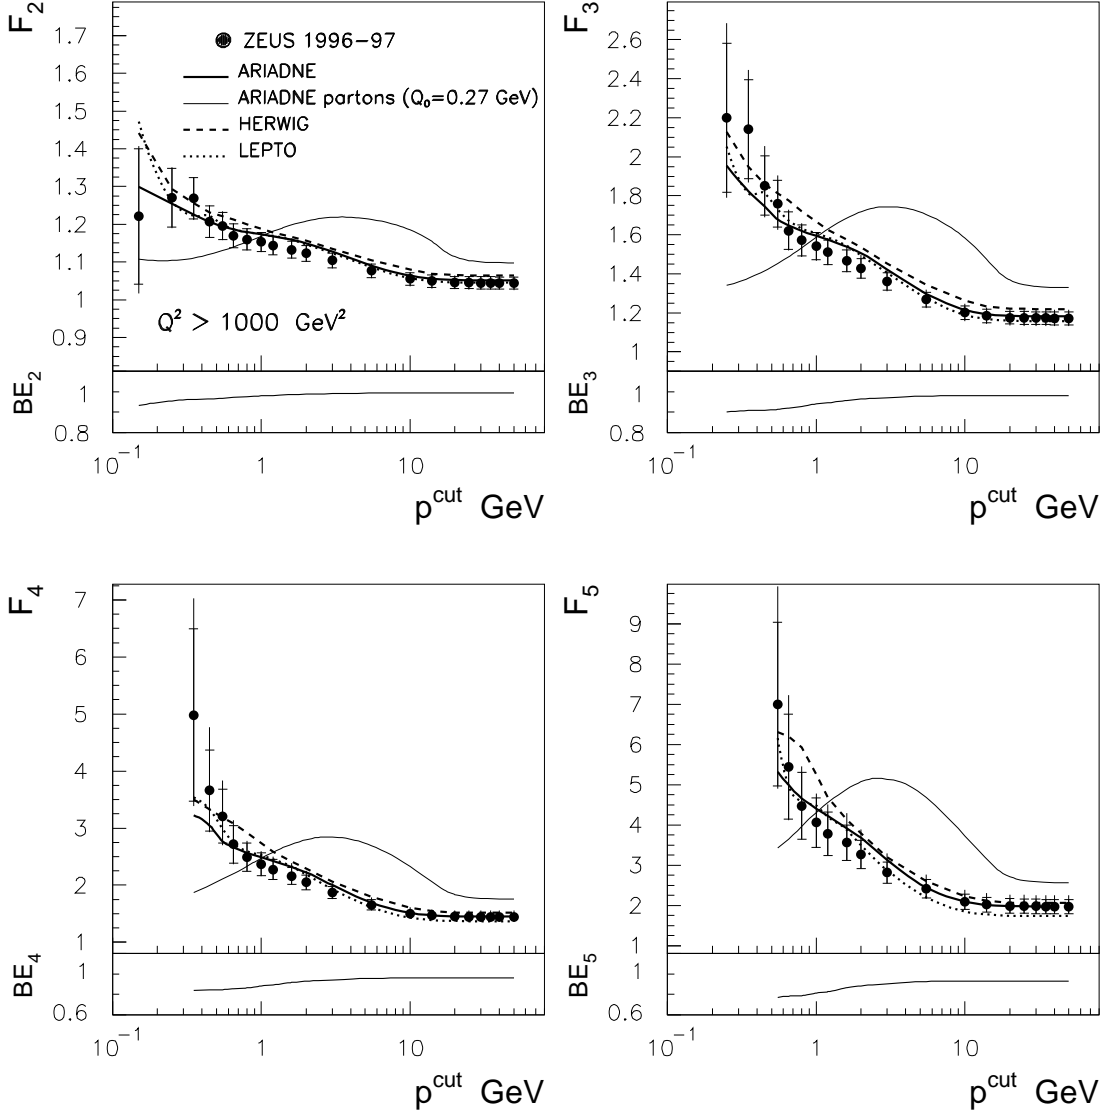 F₂
1.7
1.6
1.5
1.4
1.3
1.2
1.1
1
0.9
ZEUS 1996–97
ARIADNE
ARIADNE partons (Q₀=0.27 GeV)
HERWIG
LEPTO
Q² > 1000 GeV²
BE₂
1
0.8
10⁻¹ 1 10
p^cut GeV
F₃
2.6
2.4
2.2
2
1.8
1.6
1.4
1.2
1
BE₃
1
0.8
10⁻¹ 1 10
p^cut GeV
F₄
7
6
5
4
3
2
1
BE₄
1
0.6
10⁻¹ 1 10
p^cut GeV
F₅
9
8
7
6
5
4
3
2
1
BE₅
1
0.6
10⁻¹ 1 10
p^cut GeV